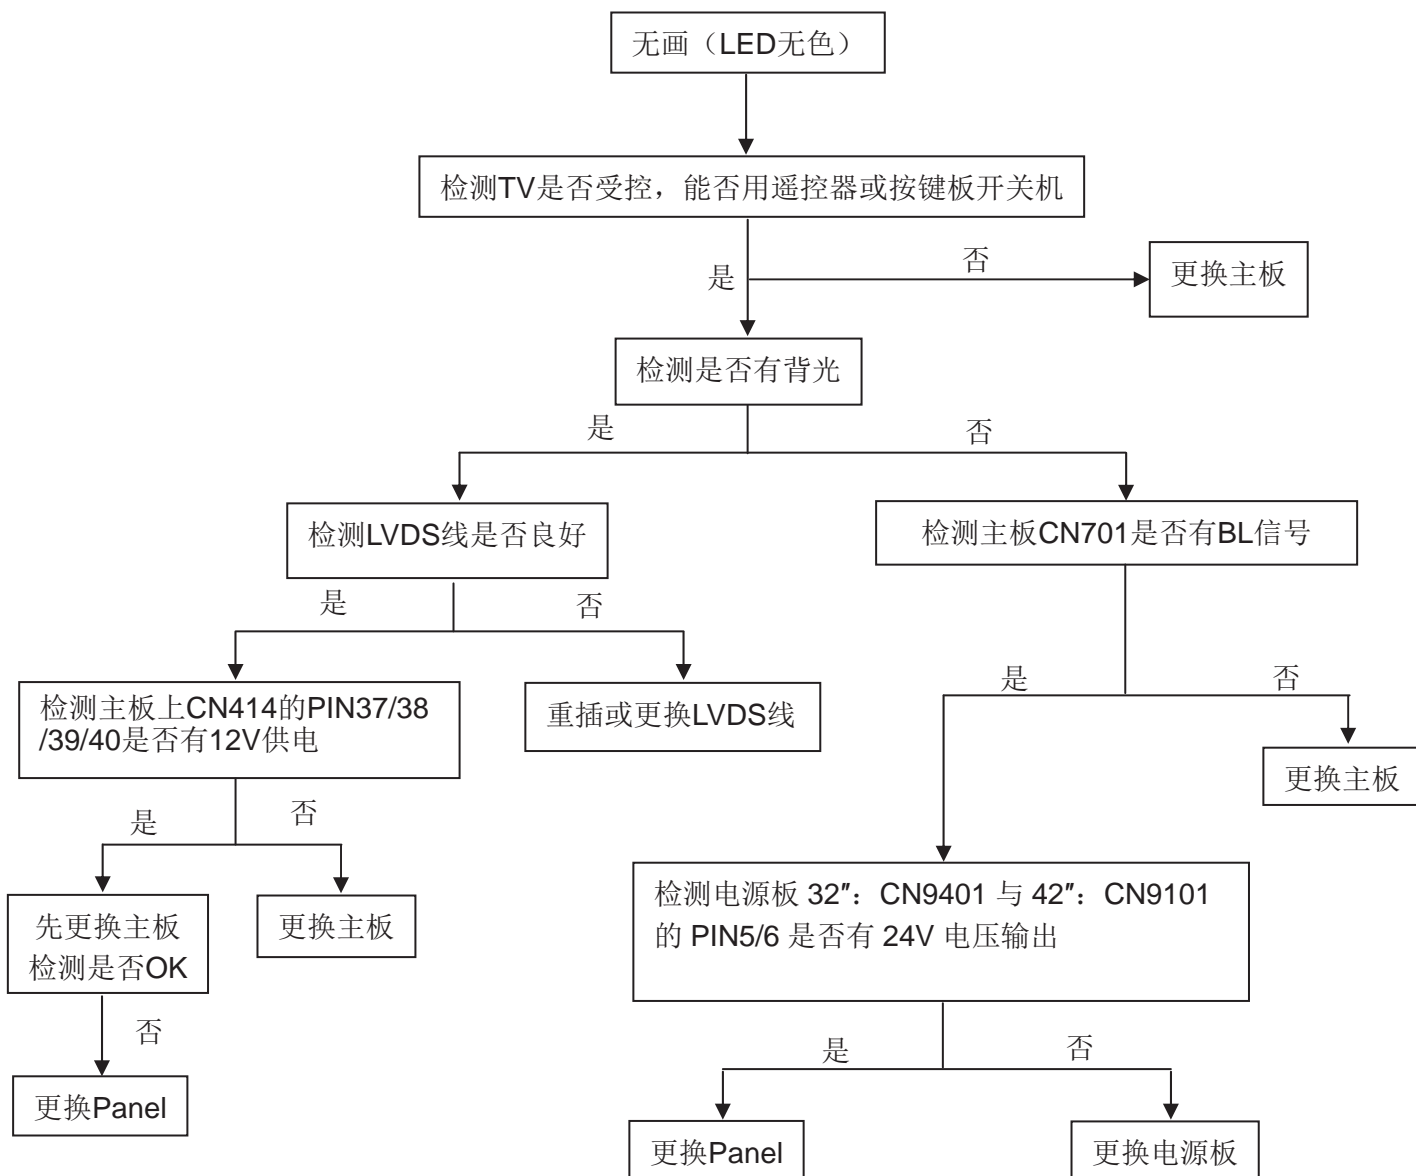 无画（LED无色）
检测TV是否受控，能否用遥控器或按键板开关机
是
否
更换主板
检测是否有背光
是
否
检测LVDS线是否良好
检测主板CN701是否有BL信号
是
否
是
否
检测主板上CN414的PIN37/38
/39/40是否有12V供电
重插或更换LVDS线
更换主板
是
否
先更换主板
检测是否OK
更换主板
检测电源板 32″：CN9401 与 42″：CN9101
的 PIN5/6 是否有 24V 电压输出
否
是
否
更换Panel
更换Panel
更换电源板